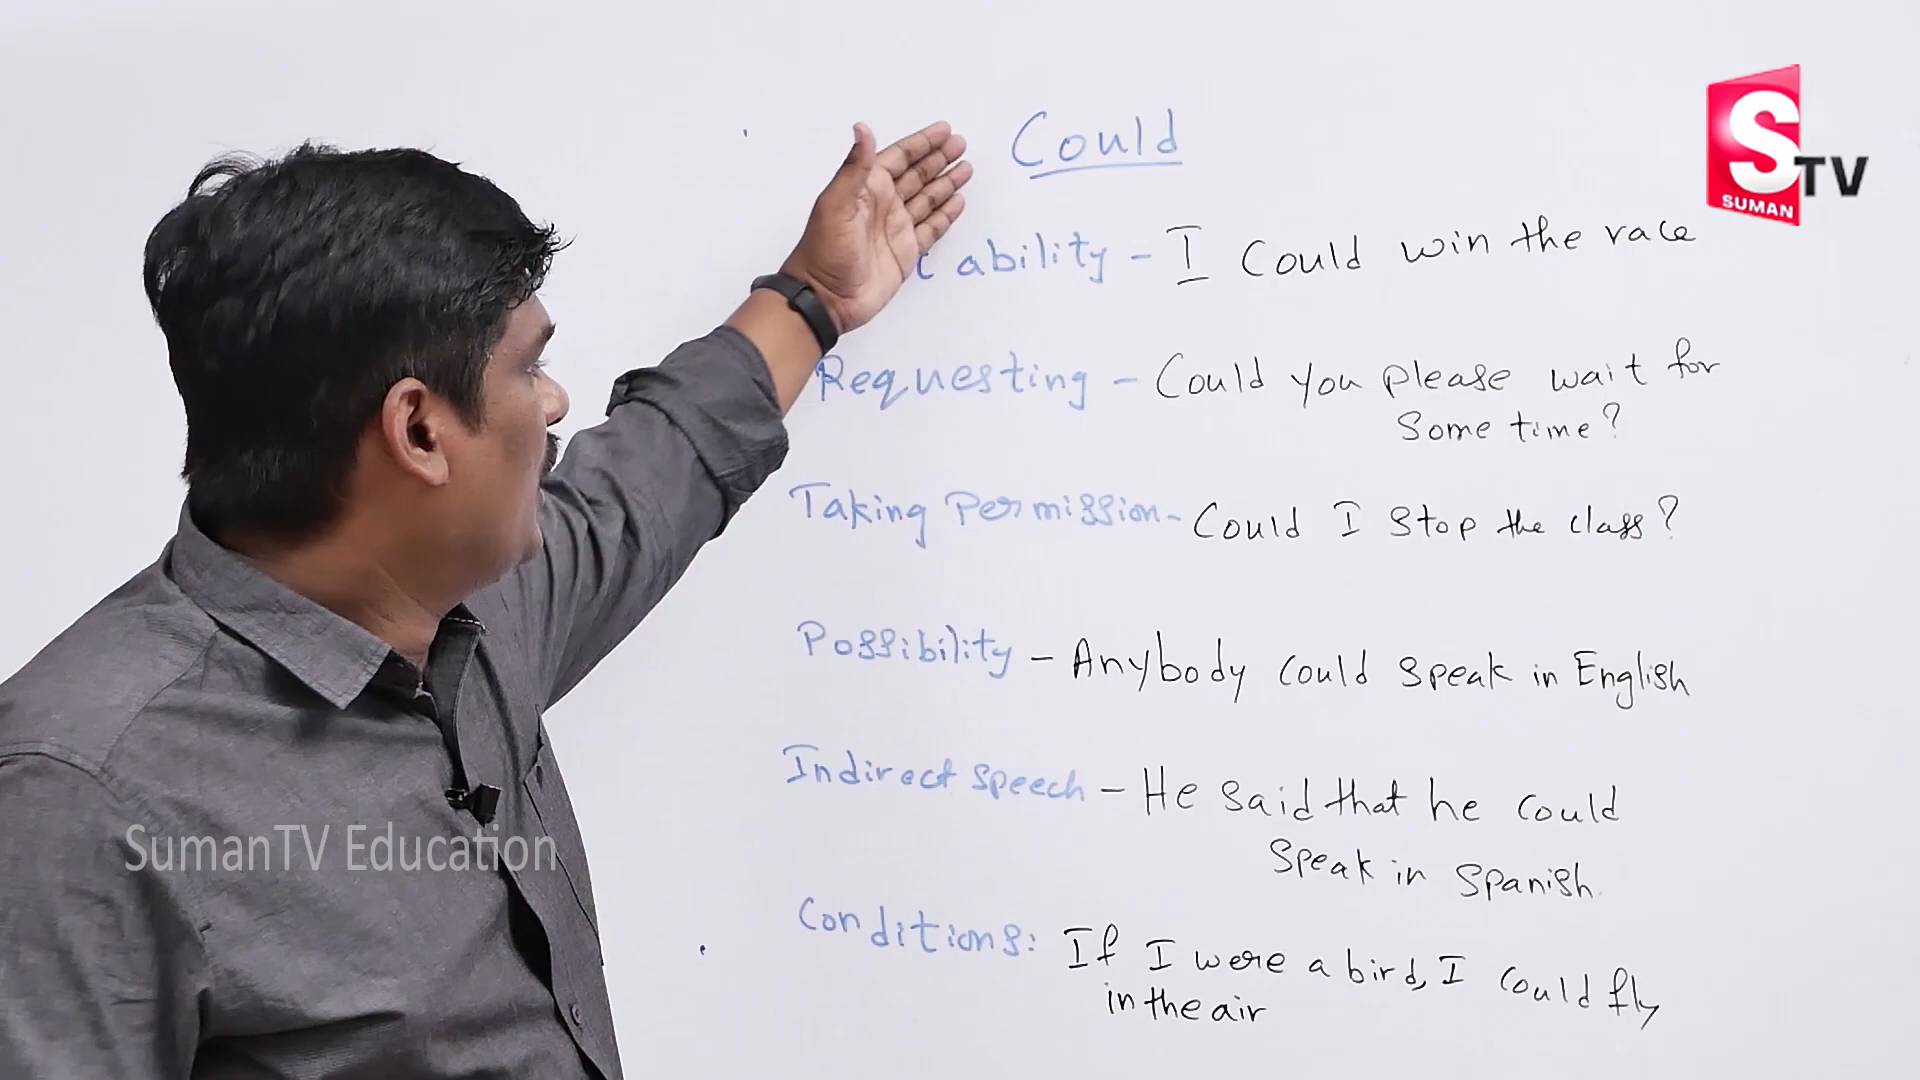 Could
S TV
SUMAN
t ability - I Could win the race
Requesting - Could you please wait for
some time?
Taking Permission - Could I stop the class?
Possibility - Anybody could speak in English
Indirect speech - He said that he could
speak in spanish.
SumanTV Education
Conditions: If I were a bird, I could fly
in the air